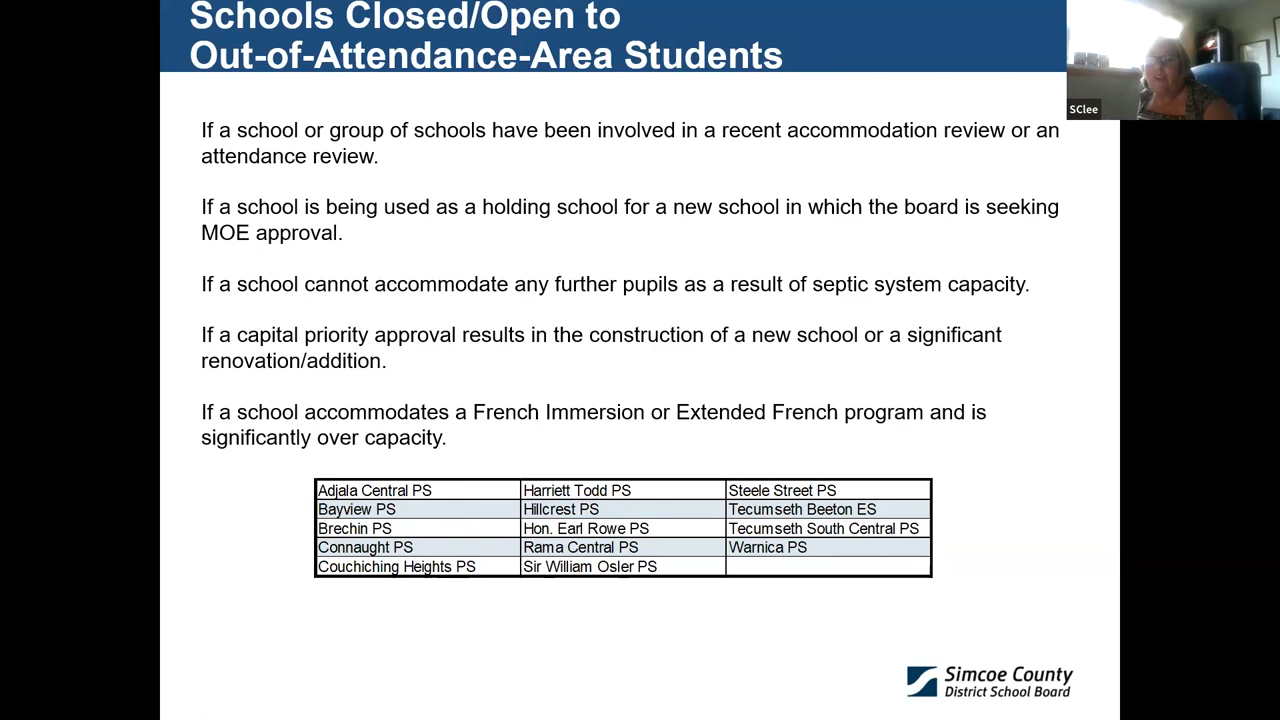 Schools Closed/Open to
Out-of-Attendance-Area Students
SClee
If a school or group of schools have been involved in a recent accommodation review or an
attendance review.
If a school is being used as a holding school for a new school in which the board is seeking
MOE approval.
If a school cannot accommodate any further pupils as a result of septic system capacity.
If a capital priority approval results in the construction of a new school or a significant
renovation/addition.
If a school accommodates a French Immersion or Extended French program and is
significantly over capacity.
Adjala Central PS Harriett Todd PS Steele Street PS
Bayview PS Hillcrest PS Tecumseth Beeton ES
Brechin PS Hon. Earl Rowe PS Tecumseth South Central PS
Connaught PS Rama Central PS Warnica PS
Couchiching Heights PS Sir William Osler PS
Simcoe County
District School Board